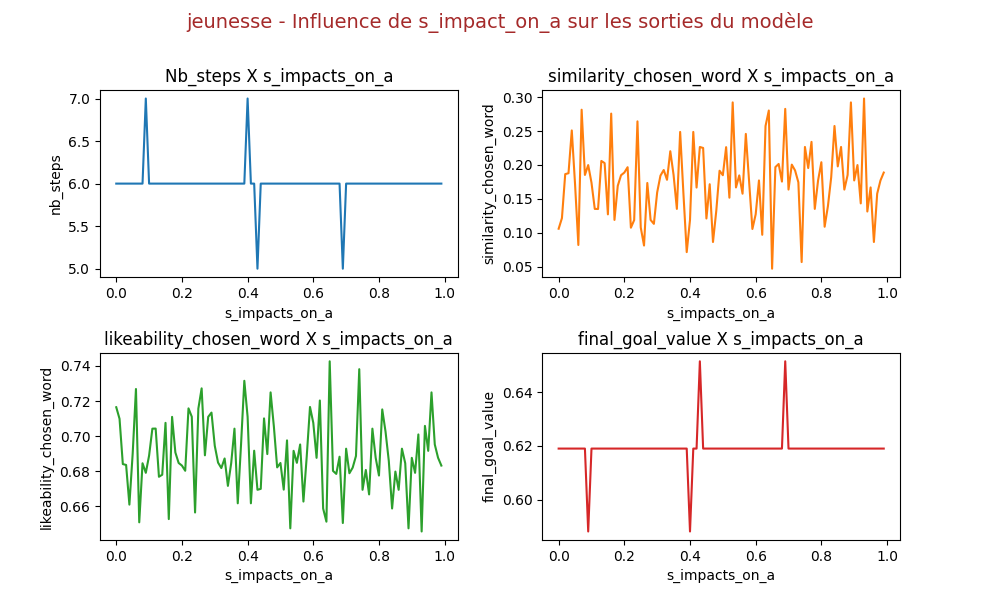 jeunesse - Influence de s_impact_on_a sur les sorties du modèle
Nb_steps X s_impacts_on_a
similarity_chosen_word X s_impacts_on_a
nb_steps
7.0
6.5
6.0
5.5
5.0
0.0 0.2 0.4 0.6 0.8 1.0
s_impacts_on_a
similarity_chosen_word
0.30
0.25
0.20
0.15
0.10
0.05
0.0 0.2 0.4 0.6 0.8 1.0
s_impacts_on_a
likeability_chosen_word X s_impacts_on_a
final_goal_value X s_impacts_on_a
likeability_chosen_word
0.74
0.72
0.70
0.68
0.66
0.0 0.2 0.4 0.6 0.8 1.0
s_impacts_on_a
final_goal_value
0.64
0.62
0.60
0.0 0.2 0.4 0.6 0.8 1.0
s_impacts_on_a